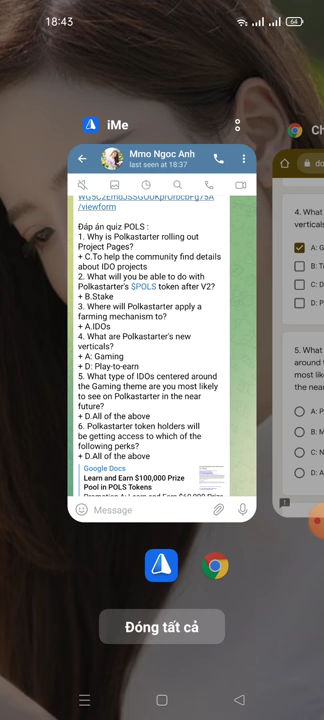 18:43
64
iMe
Ch
Mmo Ngoc Anh
last seen at 18:37
/viewform
Đáp án quiz POLS :
1. Why is Polkastarter rolling out
Project Pages?
+ C.To help the community find details
about IDO projects
2. What will you be able to do with
Polkastarter's $POLS token after V2?
+ B.Stake
3. Where will Polkastarter apply a
farming mechanism to?
+ A.IDOs
4. What are Polkastarter's new
verticals?
+ A: Gaming
+ D: Play-to-earn
5. What type of IDOs centered around
the Gaming theme are you most likely
to see on Polkastarter in the near
future?
+ D.All of the above
6. Polkastarter token holders will
be getting access to which of the
following perks?
+ D.All of the above
Google Docs
Learn and Earn $100,000 Prize
Pool in POLS Tokens
Message
do
4. What
verticals
A: G
B: T
C: D
D: P
5. What
around
most lik
the nea
A: P
B: M
C: N
D: A
Đóng tất cả